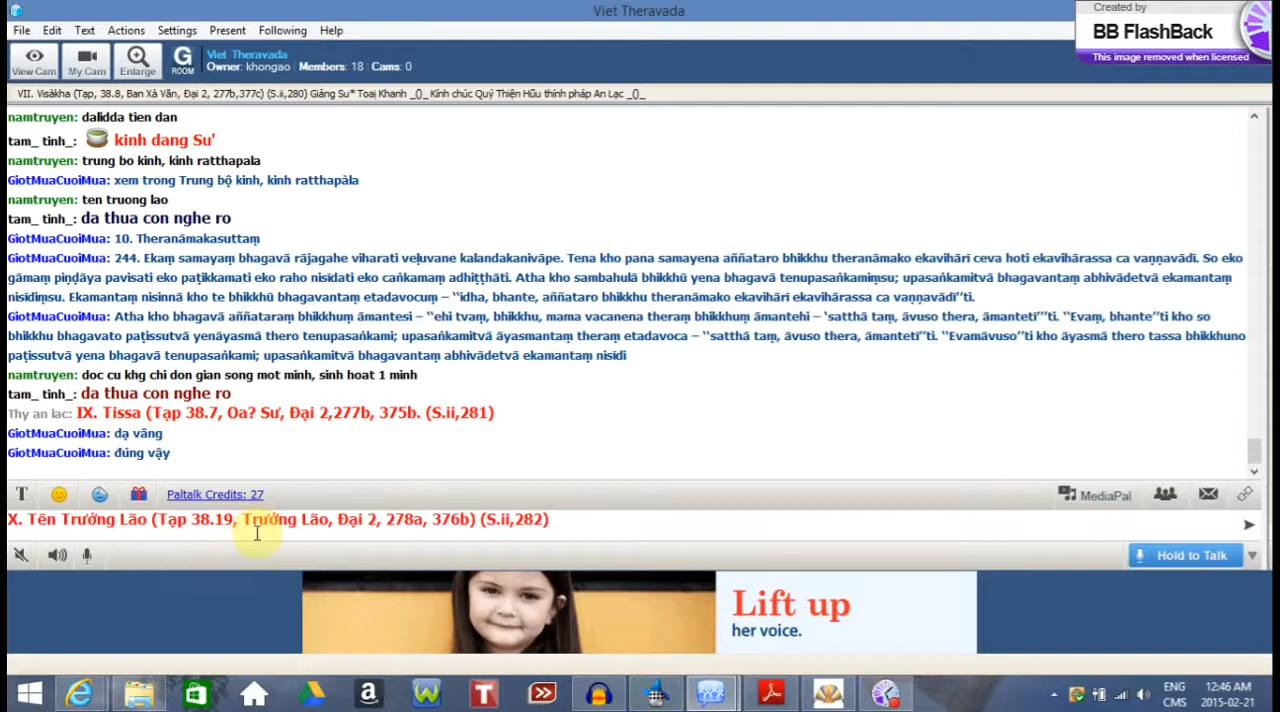 Viet Theravada
Created by
BB FlashBack
This image removed when licensed
File Edit Text Actions Settings Present Following Help
View Cam My Cam Enlarge G ROOM
Viet Theravada
Owner: khongao : Members: 18 : Cams: 0
VII. Visàkha (Tạp, 38.8, Ban Xà Văn, Đại 2, 277b,377c) (S.ii,280) Giảng Sư* Toại Khanh _()_ Kính chúc Quý Thiện Hữu thính pháp An Lạc _()_
namtruyen: dalidda tien dan
tam_ tinh_: kinh dang Su'
namtruyen: trung bo kinh, kinh ratthapala
GiotMuaCuoiMua: xem trong Trung bộ kinh, kinh ratthapàla
namtruyen: ten truong lao
tam_ tinh_: da thua con nghe ro
GiotMuaCuoiMua: 10. Theranāmakasuttaṃ
GiotMuaCuoiMua: 244. Ekaṃ samayaṃ bhagavā rājagahe viharati veḷuvane kalandakanivāpe. Tena kho pana samayena aññataro bhikkhu theranāmako ekavihārī ceva hoti ekavihārassa ca vaṇṇavādī. So eko
gāmaṃ piṇḍāya pavisati eko paṭikkamati eko raho nisīdati eko caṅkamaṃ adhiṭṭhāti. Atha kho sambahulā bhikkhū yena bhagavā tenupasaṅkamiṃsu; upasaṅkamitvā bhagavantaṃ abhivādetvā ekamantaṃ
nisīdiṃsu. Ekamantaṃ nisinnā kho te bhikkhū bhagavantaṃ etadavocuṃ – ‘‘idha, bhante, aññataro bhikkhu theranāmako ekavihārī ekavihārassa ca vaṇṇavādī’’ti.
GiotMuaCuoiMua: Atha kho bhagavā aññataraṃ bhikkhuṃ āmantesi – ‘‘ehi tvaṃ, bhikkhu, mama vacanena theraṃ bhikkhuṃ āmantehi – ‘satthā taṃ, āvuso thera, āmantetī’’’ti. ‘‘Evaṃ, bhante’’ti kho so
bhikkhu bhagavato paṭissutvā yenāyasmā thero tenupasaṅkami; upasaṅkamitvā āyasmantaṃ theraṃ etadavoca – ‘‘satthā taṃ, āvuso thera, āmantetī’’ti. ‘‘Evamāvuso’’ti kho āyasmā thero tassa bhikkhuno
paṭissutvā yena bhagavā tenupasaṅkami; upasaṅkamitvā bhagavantaṃ abhivādetvā ekamantaṃ nisīdi
namtruyen: doc cu khg chi don gian song mot minh, sinh hoat 1 minh
tam_ tinh_: da thua con nghe ro
Thy an lac: IX. Tissa (Tạp 38.7, Oa? Sư, Đại 2,277b, 375b. (S.ii,281)
GiotMuaCuoiMua: dạ vâng
GiotMuaCuoiMua: đúng vậy
T Paltalk Credits: 27 MediaPal
X. Tên Trưởng Lão (Tạp 38.19, Trưởng Lão, Đại 2, 278a, 376b) (S.ii,282)
Hold to Talk
Lift up
her voice.
ENG 12:46 AM
CMS 2015-02-21